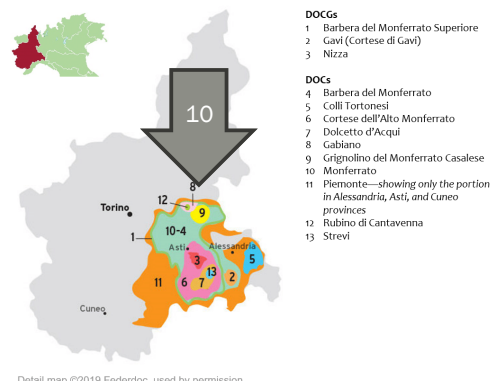 DOCGs
1 Barbera del Monferrato Superiore
2 Gavi (Cortese di Gavi)
3 Nizza
DOCs
4 Barbera del Monferrato
5 Colli Tortonesi
6 Cortese dell'Alto Monferrato
7 Dolcetto d'Acqui
8 Gabiano
9 Grignolino del Monferrato Casalese
10 Monferrato
11 Piemonte—showing only the portion
in Alessandria, Asti, and Cuneo
provinces
12 Rubino di Cantavenna
13 Strevi
10
8
12
9
Torino
1
10-4
Asti
Alessandria
5
3
13
11
6
7
2
Cuneo
Detail map ©2019 Federdoc, used by permission